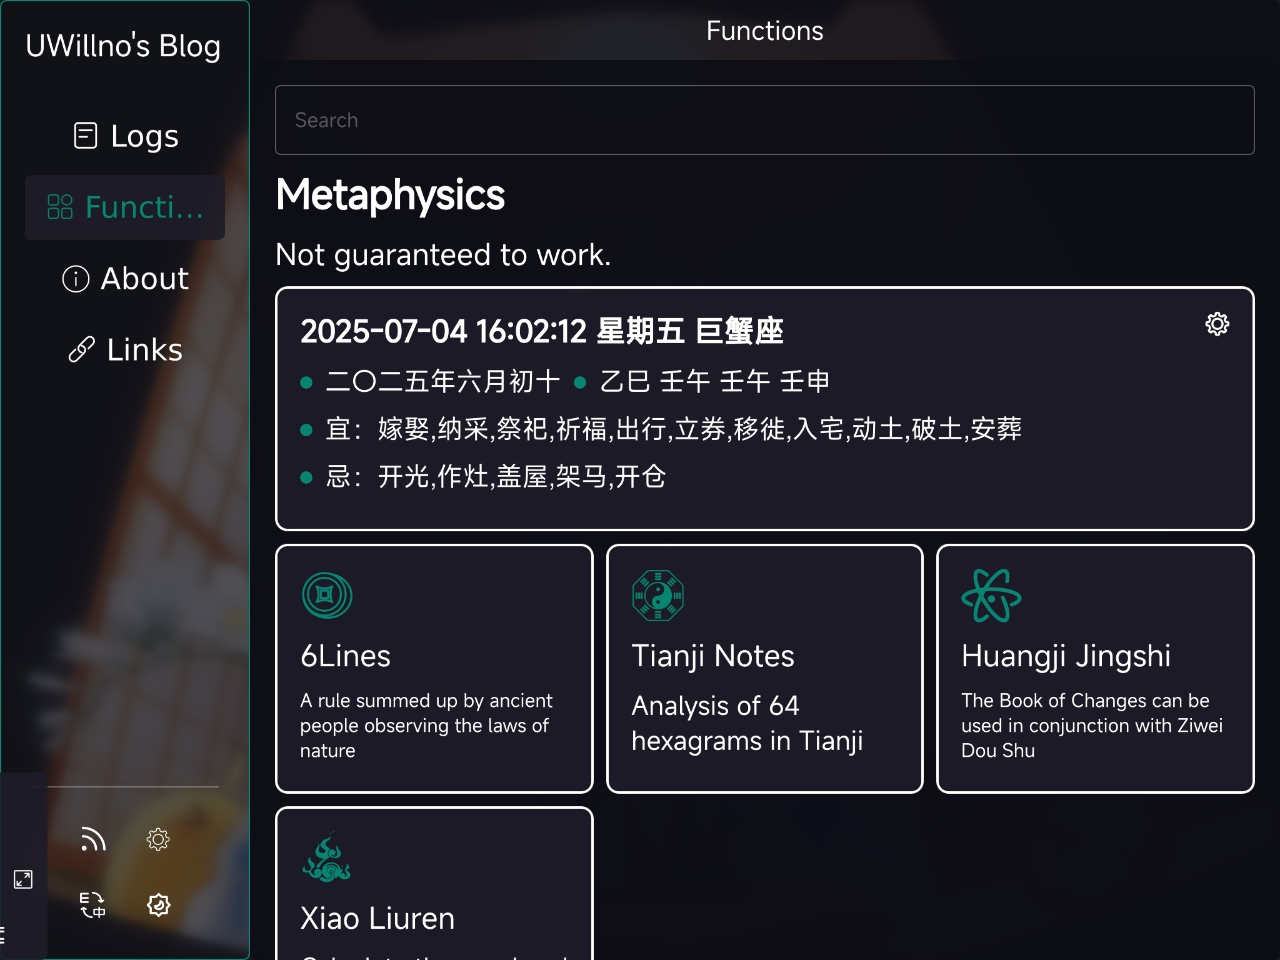 UWillno's Blog
Functions
Logs
Functi...
About
Links
Search
Metaphysics
Not guaranteed to work.
2025-07-04 16:02:12 星期五 巨蟹座
二〇二五年六月初十 乙巳 壬午 壬午 壬申
宜：嫁娶,纳采,祭祀,祈福,出行,立券,移徙,入宅,动土,破土,安葬
忌：开光,作灶,盖屋,架马,开仓
6Lines
A rule summed up by ancient
people observing the laws of
nature
Tianji Notes
Analysis of 64
hexagrams in Tianji
Huangji Jingshi
The Book of Changes can be
used in conjunction with Ziwei
Dou Shu
Xiao Liuren